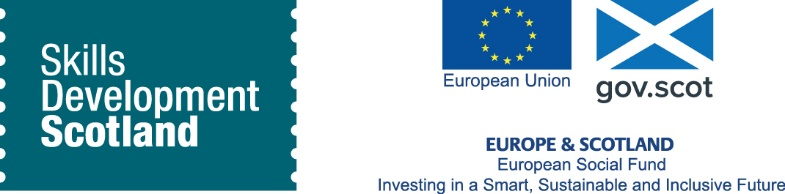 Skills
Development
Scotland
European Union
gov.scot
EUROPE & SCOTLAND
European Social Fund
Investing in a Smart, Sustainable and Inclusive Future